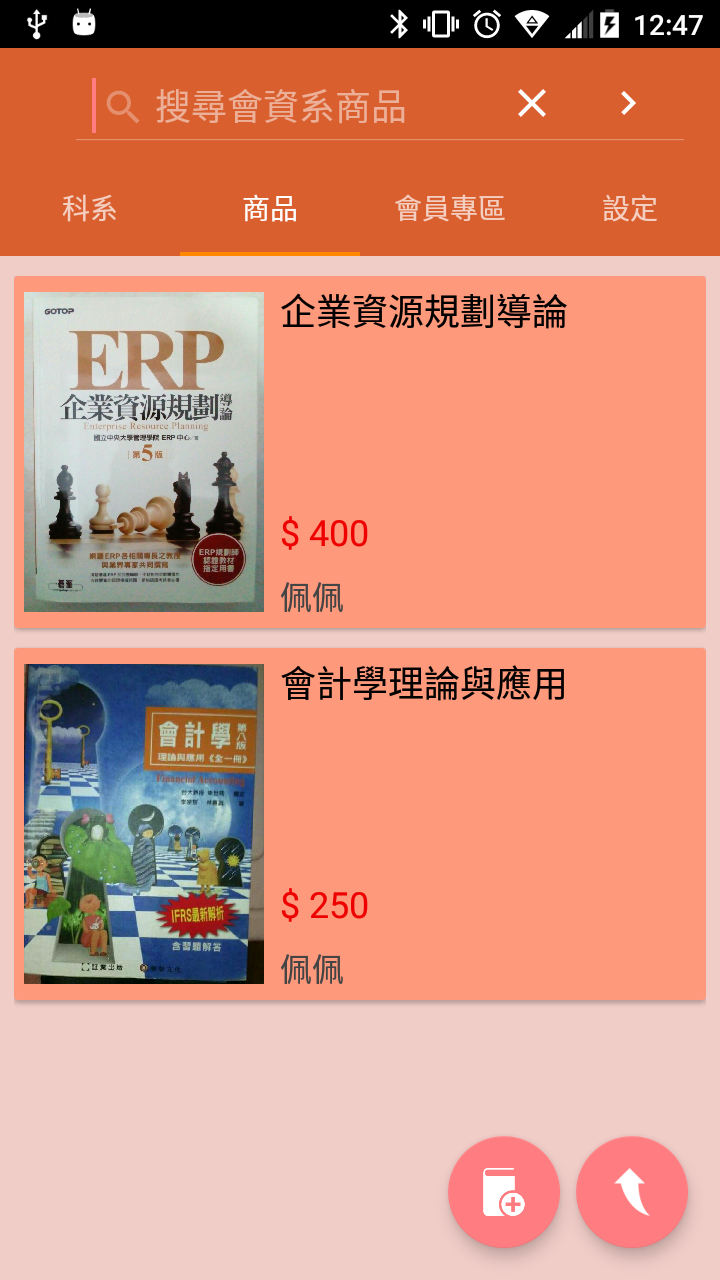 12:47
搜尋會資系商品
科系
商品
會員專區
設定
企業資源規劃導論
GOTOP
ERP
企業資源規劃導論
Enterprise Resource Planning
國立中央大學管理學院 ERP 中心 著
第5版
網羅ERP各相關專長之教授
與業界專家共同撰寫
ERP規劃師
認證教材
指定用書
$ 400
佩佩
會計學理論與應用
會計學 第八版
理論與應用《全一冊》
Financial Accounting
IFRS最新解析
含習題解答
証業出版
$ 250
佩佩